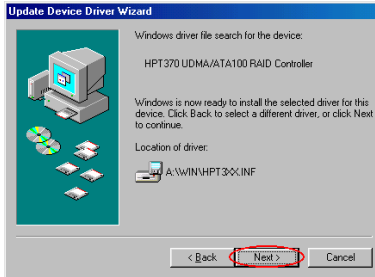 Update Device Driver Wizard
Windows driver file search for the device:
HPT370 UDMA/ATA100 RAID Controller
Windows is now ready to install the selected driver for this
device. Click Back to select a different driver, or click Next
to continue.
Location of driver:
A:\WIN\HPT3XX.INF
< Back Next > Cancel